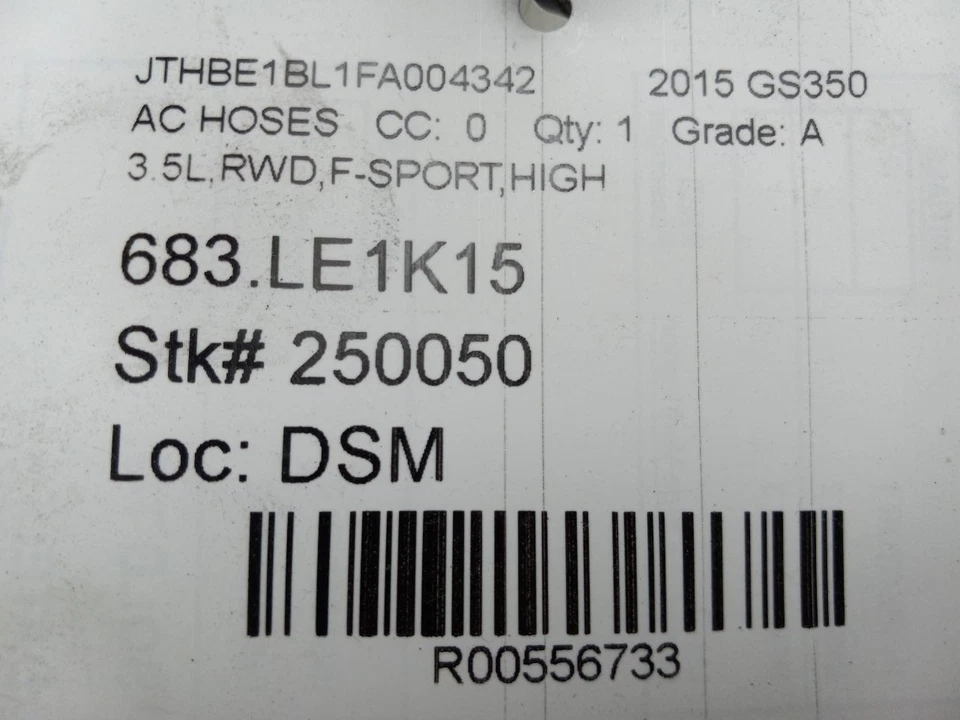 JTHBE1BL1FA004342 2015 GS350
AC HOSES CC: 0 Qty: 1 Grade: A
3.5L,RWD,F-SPORT,HIGH
683.LE1K15
Stk# 250050
Loc: DSM
R00556733